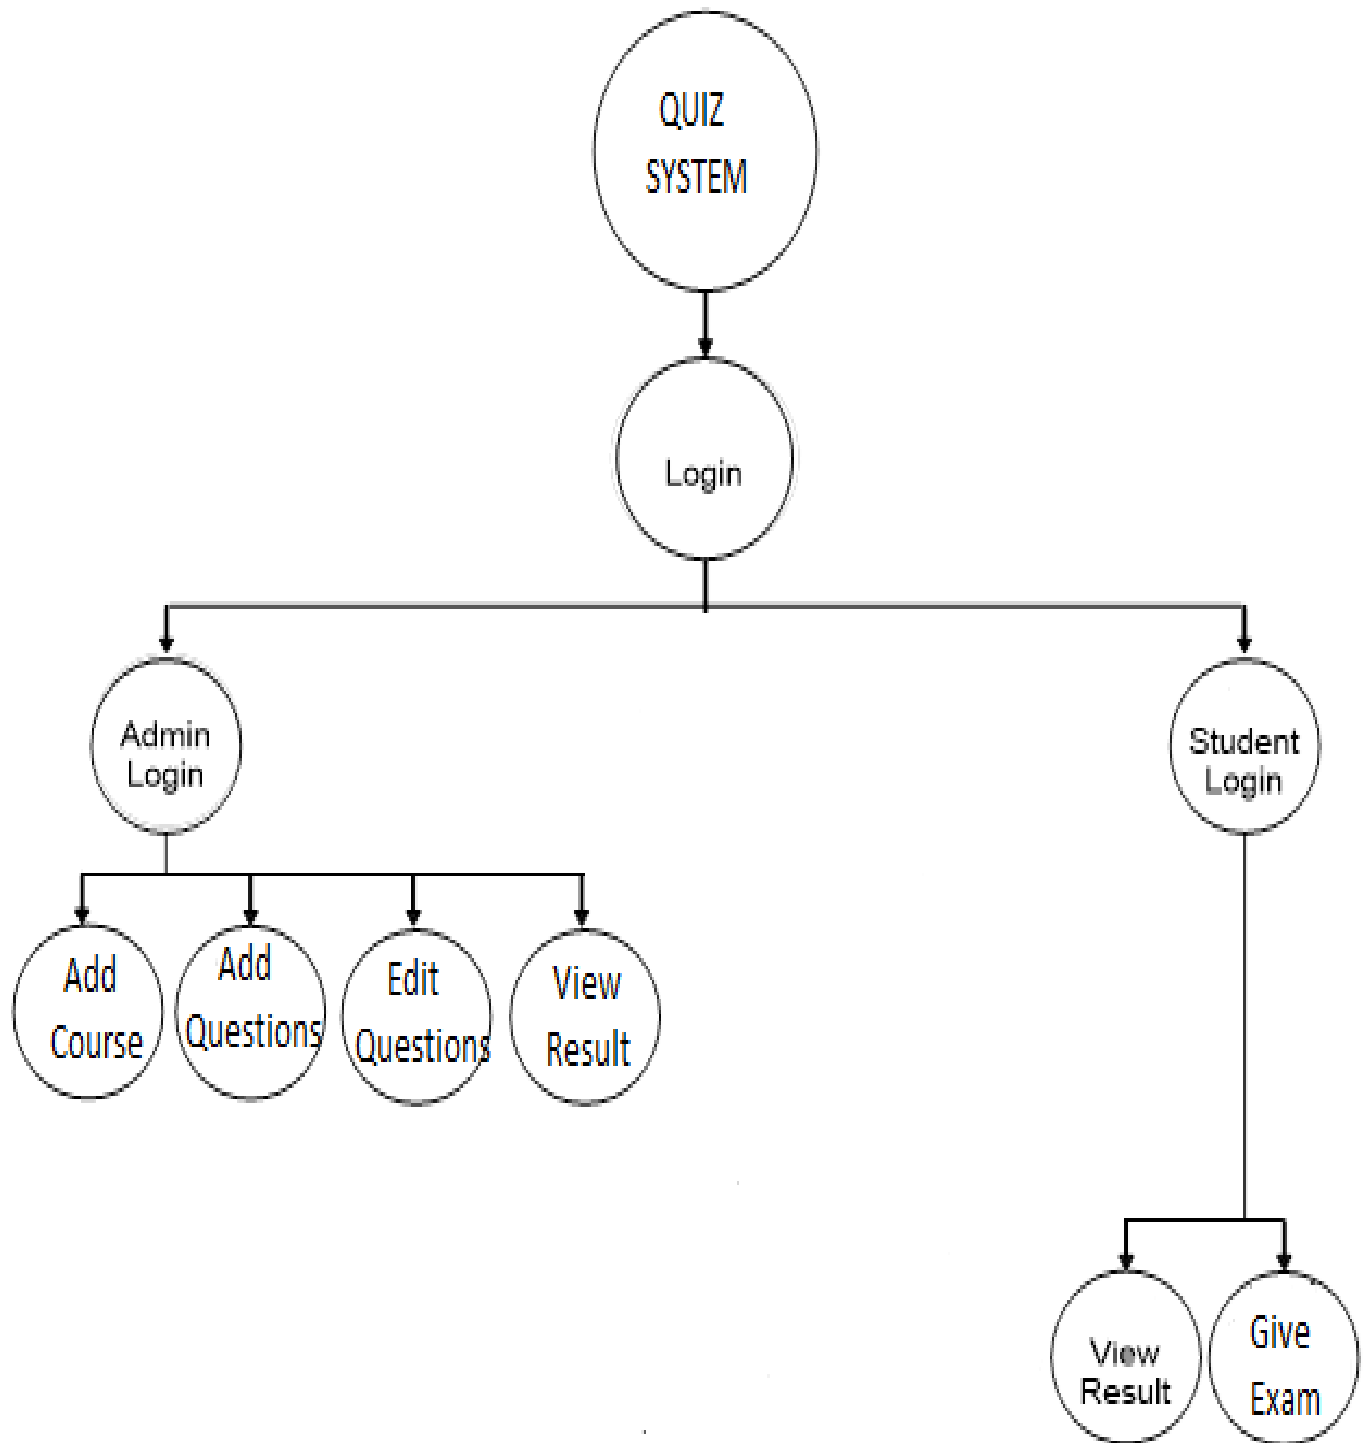 QUIZ
SYSTEM
Login
Admin
Login
Student
Login
Add
Course
Add
Questions
Edit
Questions
View
Result
View
Result
Give
Exam